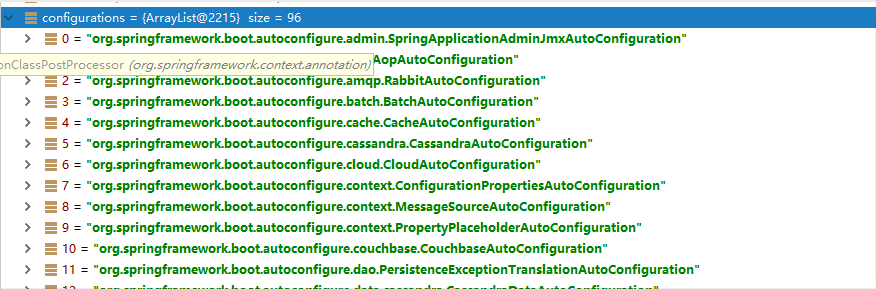 configurations = {ArrayList@2215} size = 96
0 = "org.springframework.boot.autoconfigure.admin.SpringApplicationAdminJmxAutoConfiguration"
AopAutoConfiguration"
onClassPostProcessor (org.springframework.context.annotation)
2 = "org.springframework.boot.autoconfigure.amqp.RabbitAutoConfiguration"
3 = "org.springframework.boot.autoconfigure.batch.BatchAutoConfiguration"
4 = "org.springframework.boot.autoconfigure.cache.CacheAutoConfiguration"
5 = "org.springframework.boot.autoconfigure.cassandra.CassandraAutoConfiguration"
6 = "org.springframework.boot.autoconfigure.cloud.CloudAutoConfiguration"
7 = "org.springframework.boot.autoconfigure.context.ConfigurationPropertiesAutoConfiguration"
8 = "org.springframework.boot.autoconfigure.context.MessageSourceAutoConfiguration"
9 = "org.springframework.boot.autoconfigure.context.PropertyPlaceholderAutoConfiguration"
10 = "org.springframework.boot.autoconfigure.couchbase.CouchbaseAutoConfiguration"
11 = "org.springframework.boot.autoconfigure.dao.PersistenceExceptionTranslationAutoConfiguration"